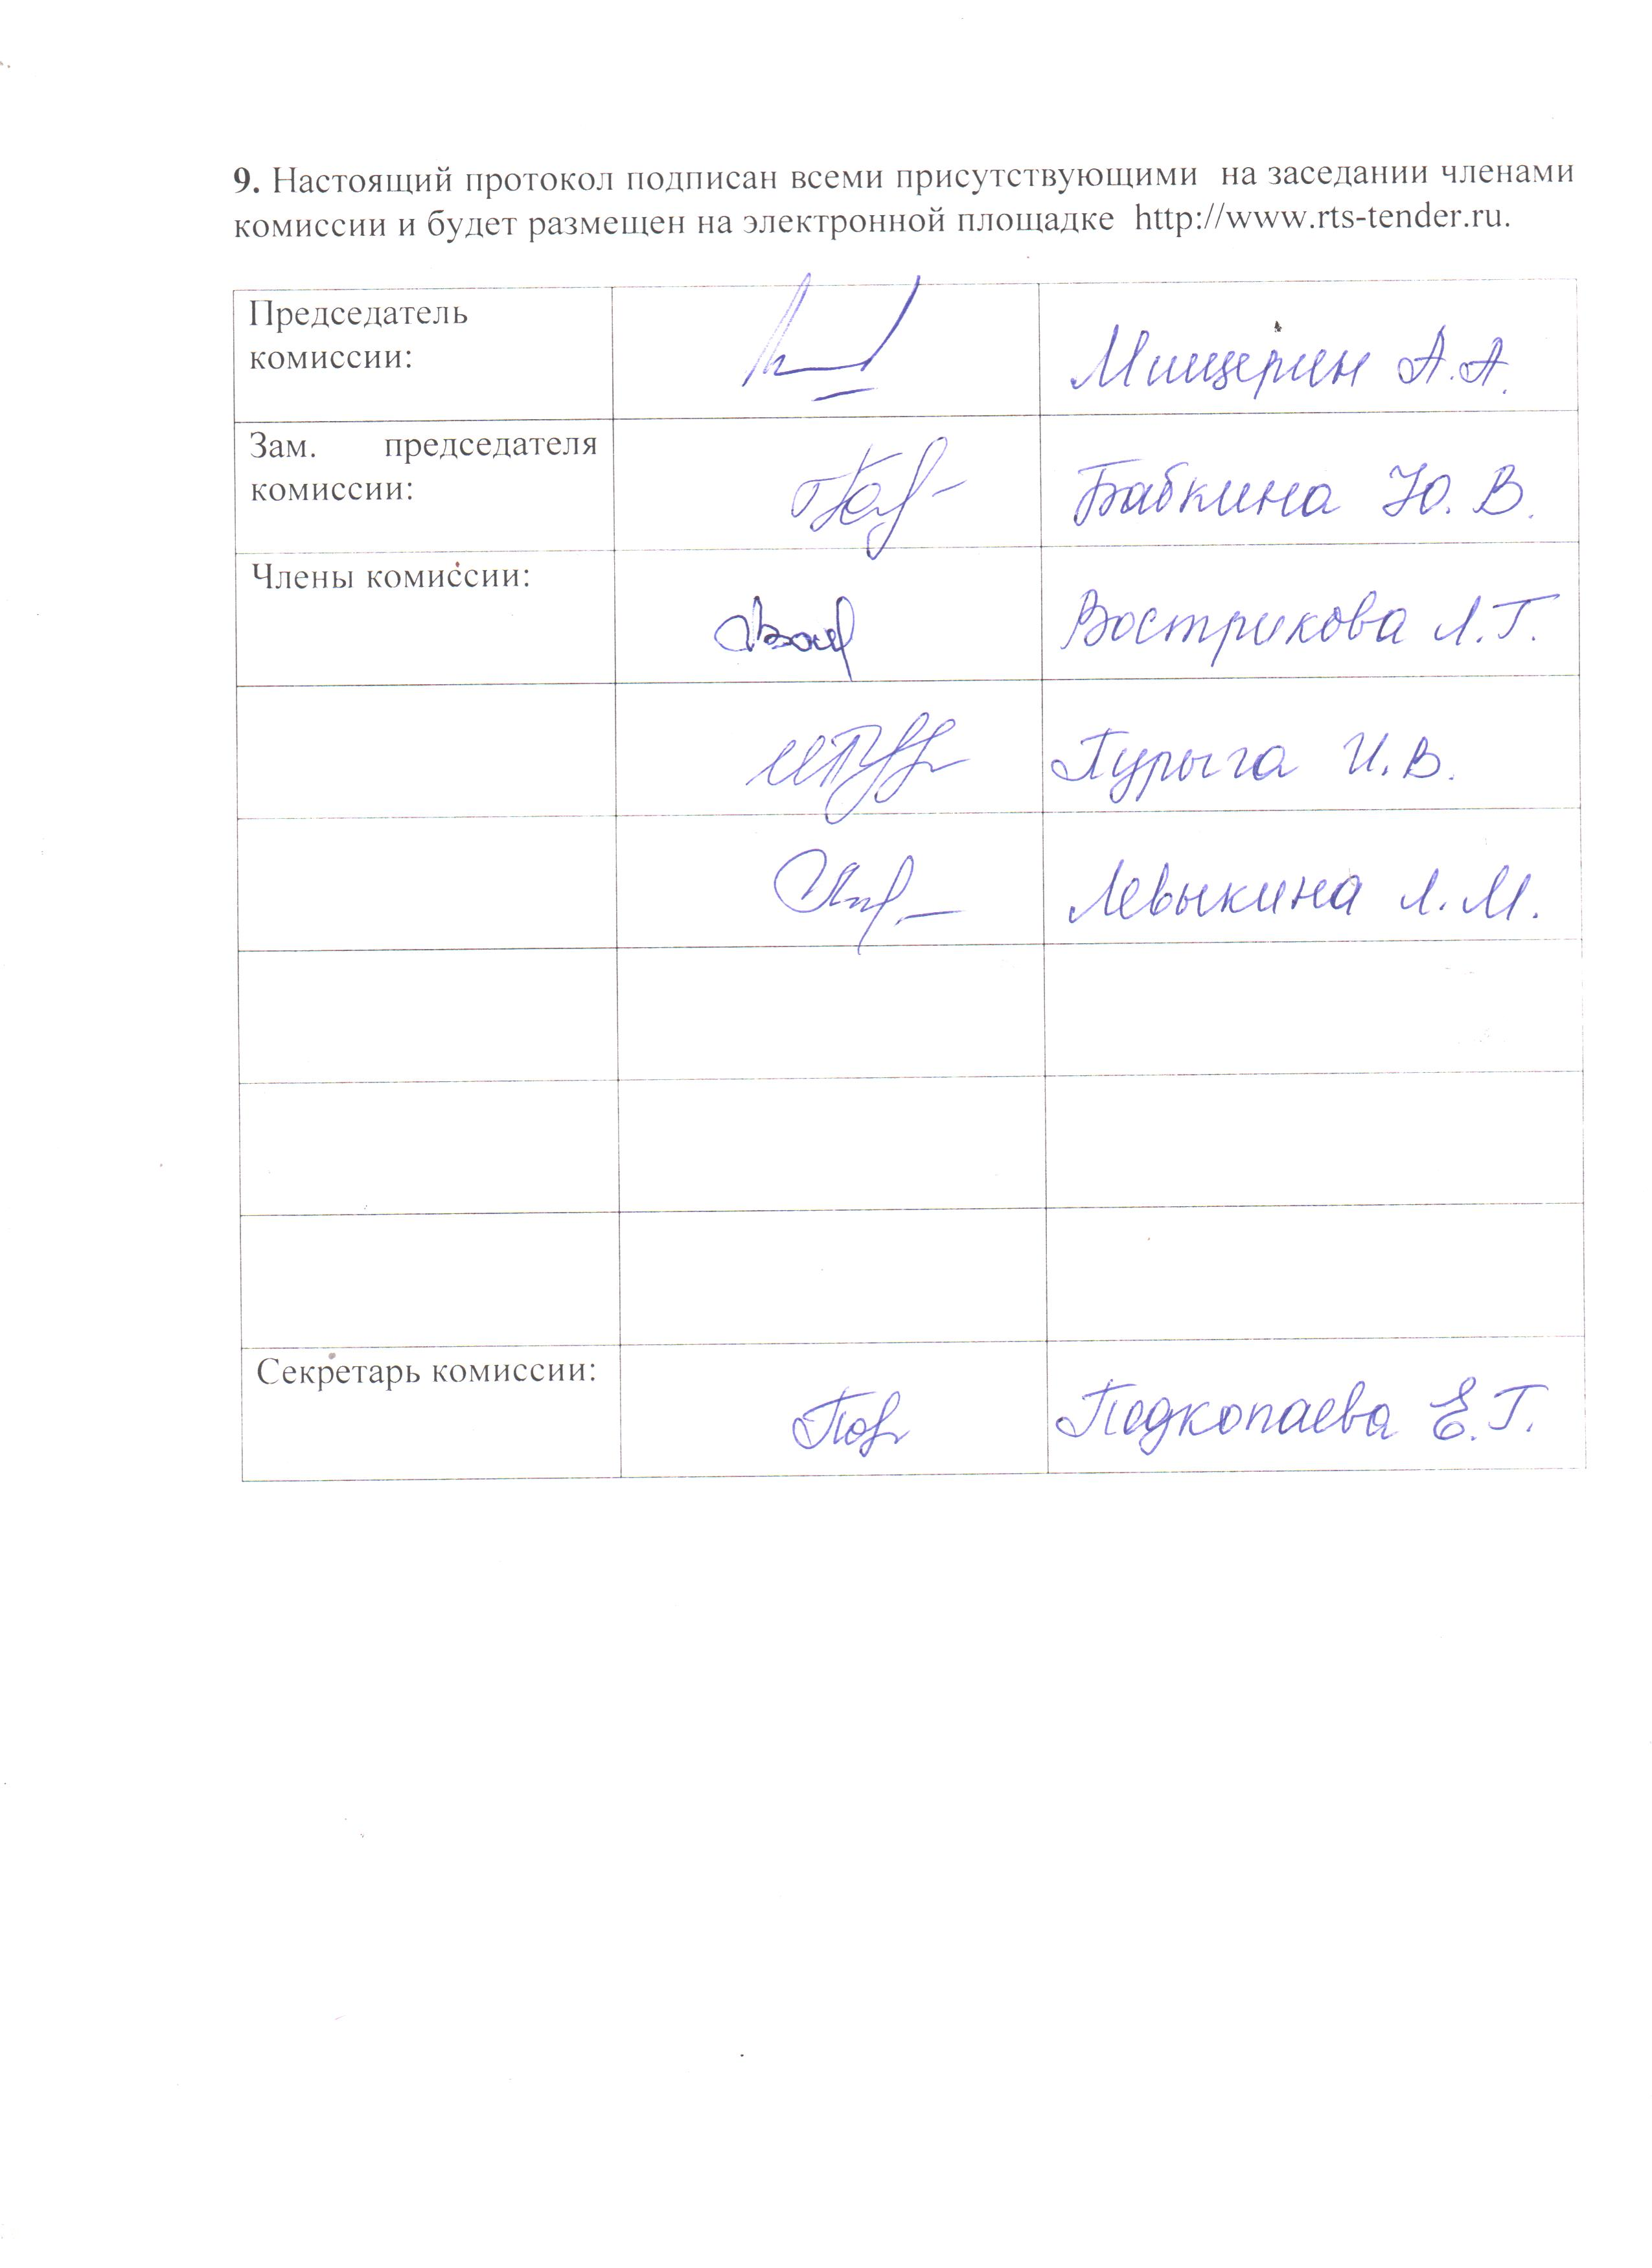 9. Настоящий протокол подписан всеми присутствующими на заседании членами
комиссии и будет размещен на электронной площадке http://www.rts-tender.ru.
Председатель
комиссии:
Мищерин А.А.
Зам. председателя
комиссии:
Бабкина Ю.В.
Члены комиссии:
Вострикова Л.Г.
Пурыга И.В.
Левыкина Л.М.
Секретарь комиссии:
Подкопаева Е.Г.